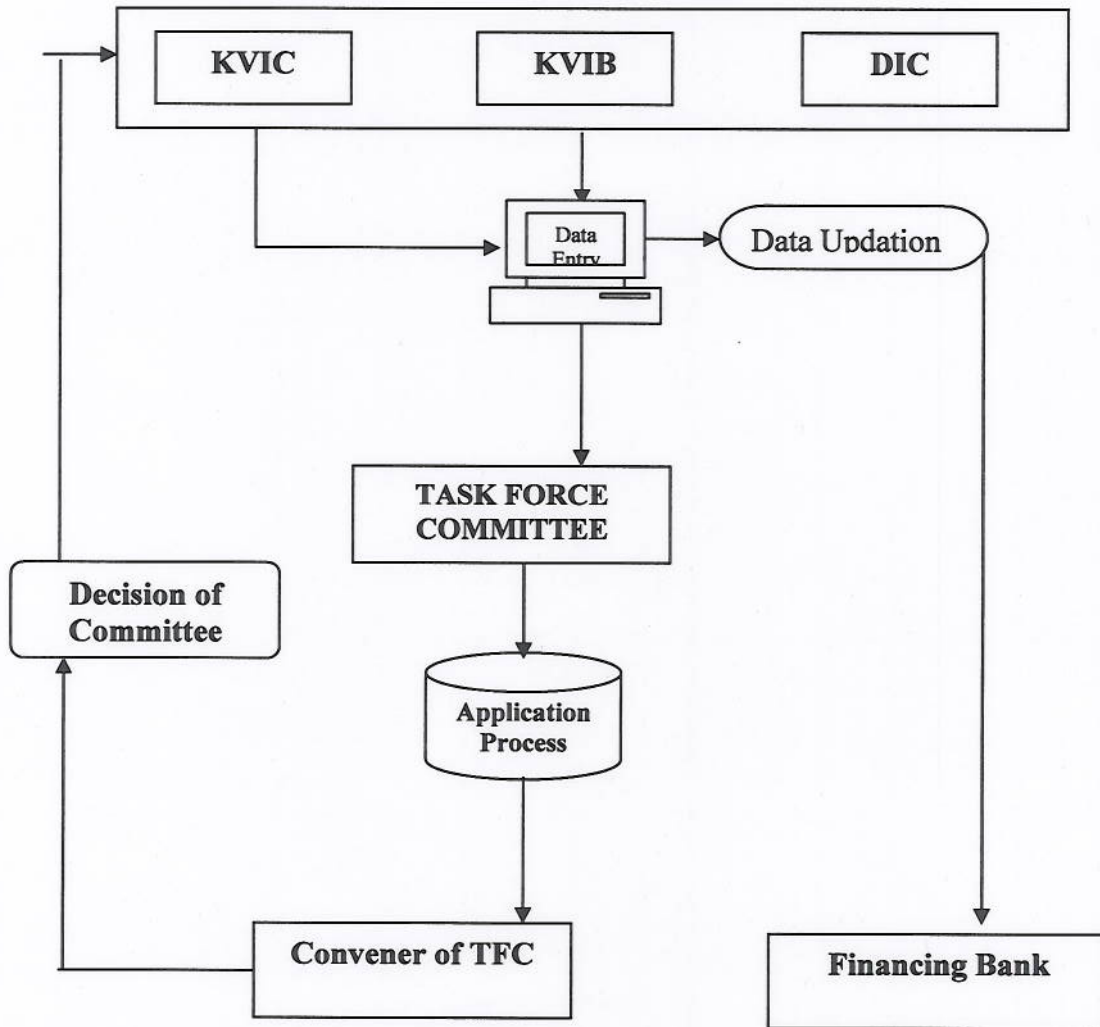 KVIC
KVIB
DIC
Data
Entry
Data Updation
TASK FORCE
COMMITTEE
Decision of
Committee
Application
Process
Convener of TFC
Financing Bank